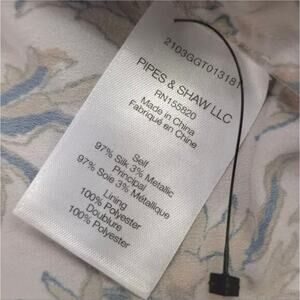 2103GGT013181
PIPES & SHAW LLC
RN155820
Made in China
Fabriqué en Chine
Self
97% Silk 3% Metallic
Principal
97% Soie 3% Métallique
Lining
100% Polyester
Doublure
100% Polyester